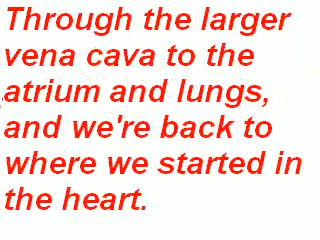 Through the larger
vena cava to the
atrium and lungs,
and we're back to
where we started in
the heart.